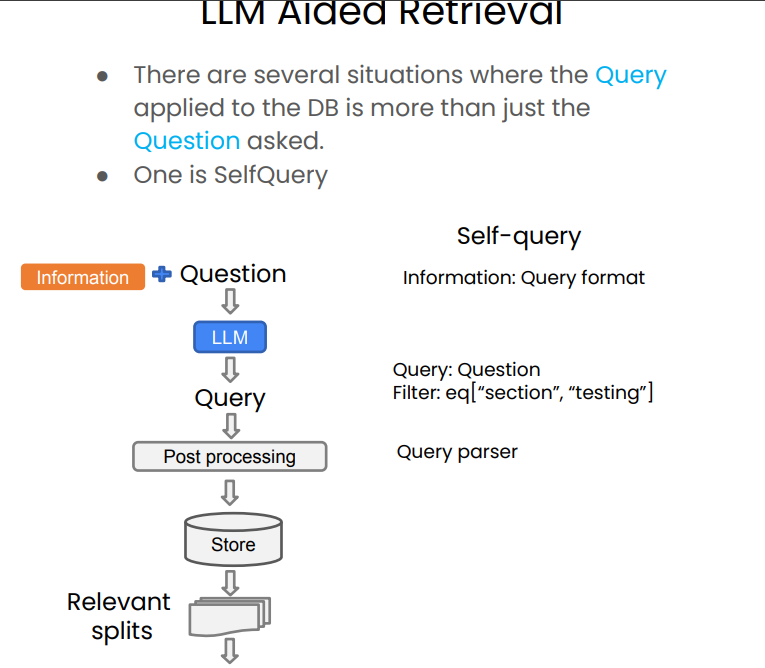 LLM Aided Retrieval
● There are several situations where the Query
applied to the DB is more than just the
Question asked.
● One is SelfQuery
Self-query
Information + Question
Information: Query format
LLM
Query: Question
Filter: eq[“section”, “testing”]
Query
Post processing
Query parser
Store
Relevant
splits